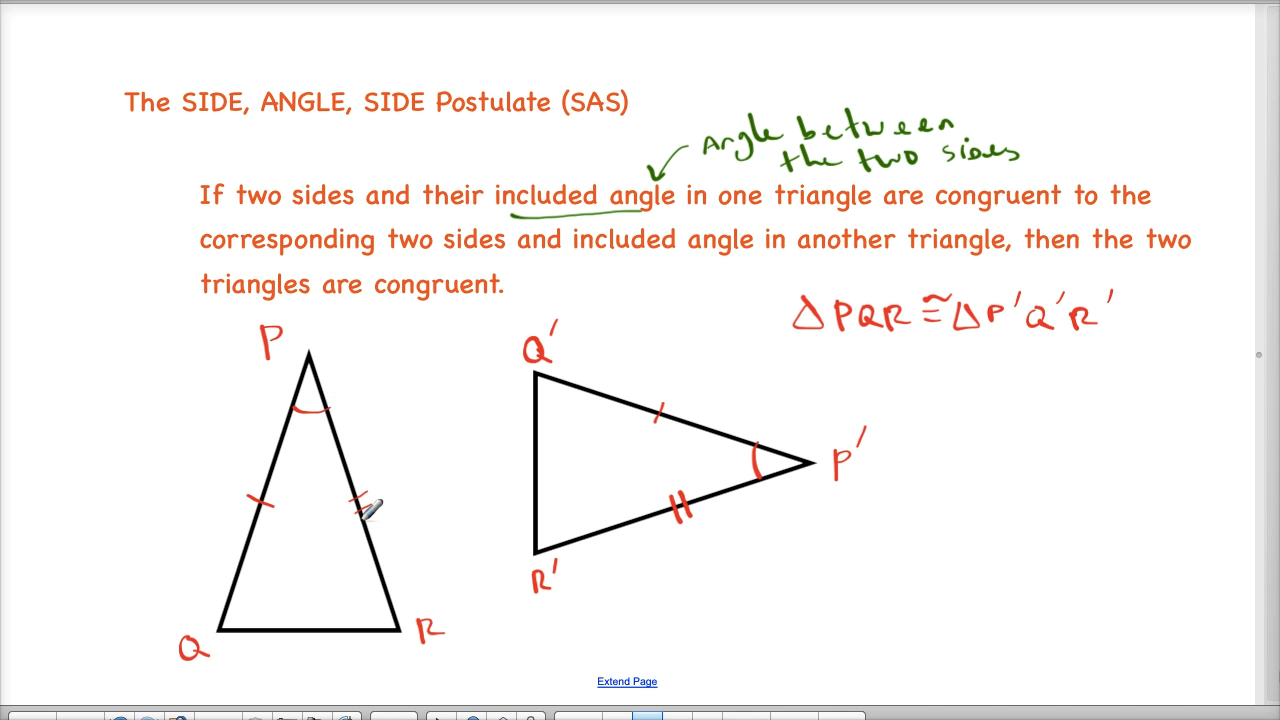 The SIDE, ANGLE, SIDE Postulate (SAS)
Angle between
the two sides
If two sides and their included angle in one triangle are congruent to the
corresponding two sides and included angle in another triangle, then the two
triangles are congruent.
△PQR ≅ △P'Q'R'
P
Q'
P'
R'
Q
R
Extend Page